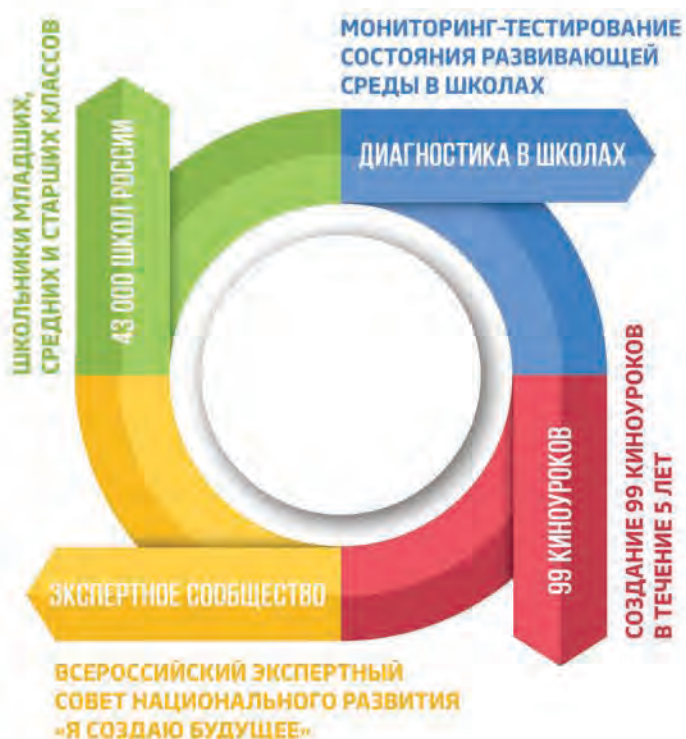 МОНИТОРИНГ-ТЕСТИРОВАНИЕ
СОСТОЯНИЯ РАЗВИВАЮЩЕЙ
СРЕДЫ В ШКОЛАХ
ДИАГНОСТИКА В ШКОЛАХ
ШКОЛЬНИКИ МЛАДШИХ,
СРЕДНИХ И СТАРШИХ КЛАССОВ
43 000 ШКОЛ РОССИИ
99 КИНОУРОКОВ
СОЗДАНИЕ 99 КИНОУРОКОВ
В ТЕЧЕНИЕ 5 ЛЕТ
ЭКСПЕРТНОЕ СООБЩЕСТВО
ВСЕРОССИЙСКИЙ ЭКСПЕРТНЫЙ
СОВЕТ НАЦИОНАЛЬНОГО РАЗВИТИЯ
«Я СОЗДАЮ БУДУЩЕЕ»